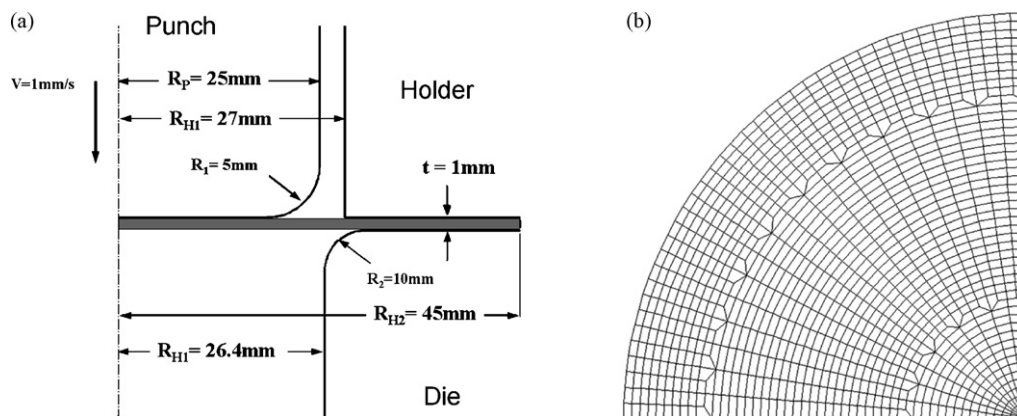 (a)
Punch
V=1mm/s
R_P= 25mm
Holder
R_H1= 27mm
R_1= 5mm
t = 1mm
R_2=10mm
R_H2= 45mm
R_H1= 26.4mm
Die
(b)